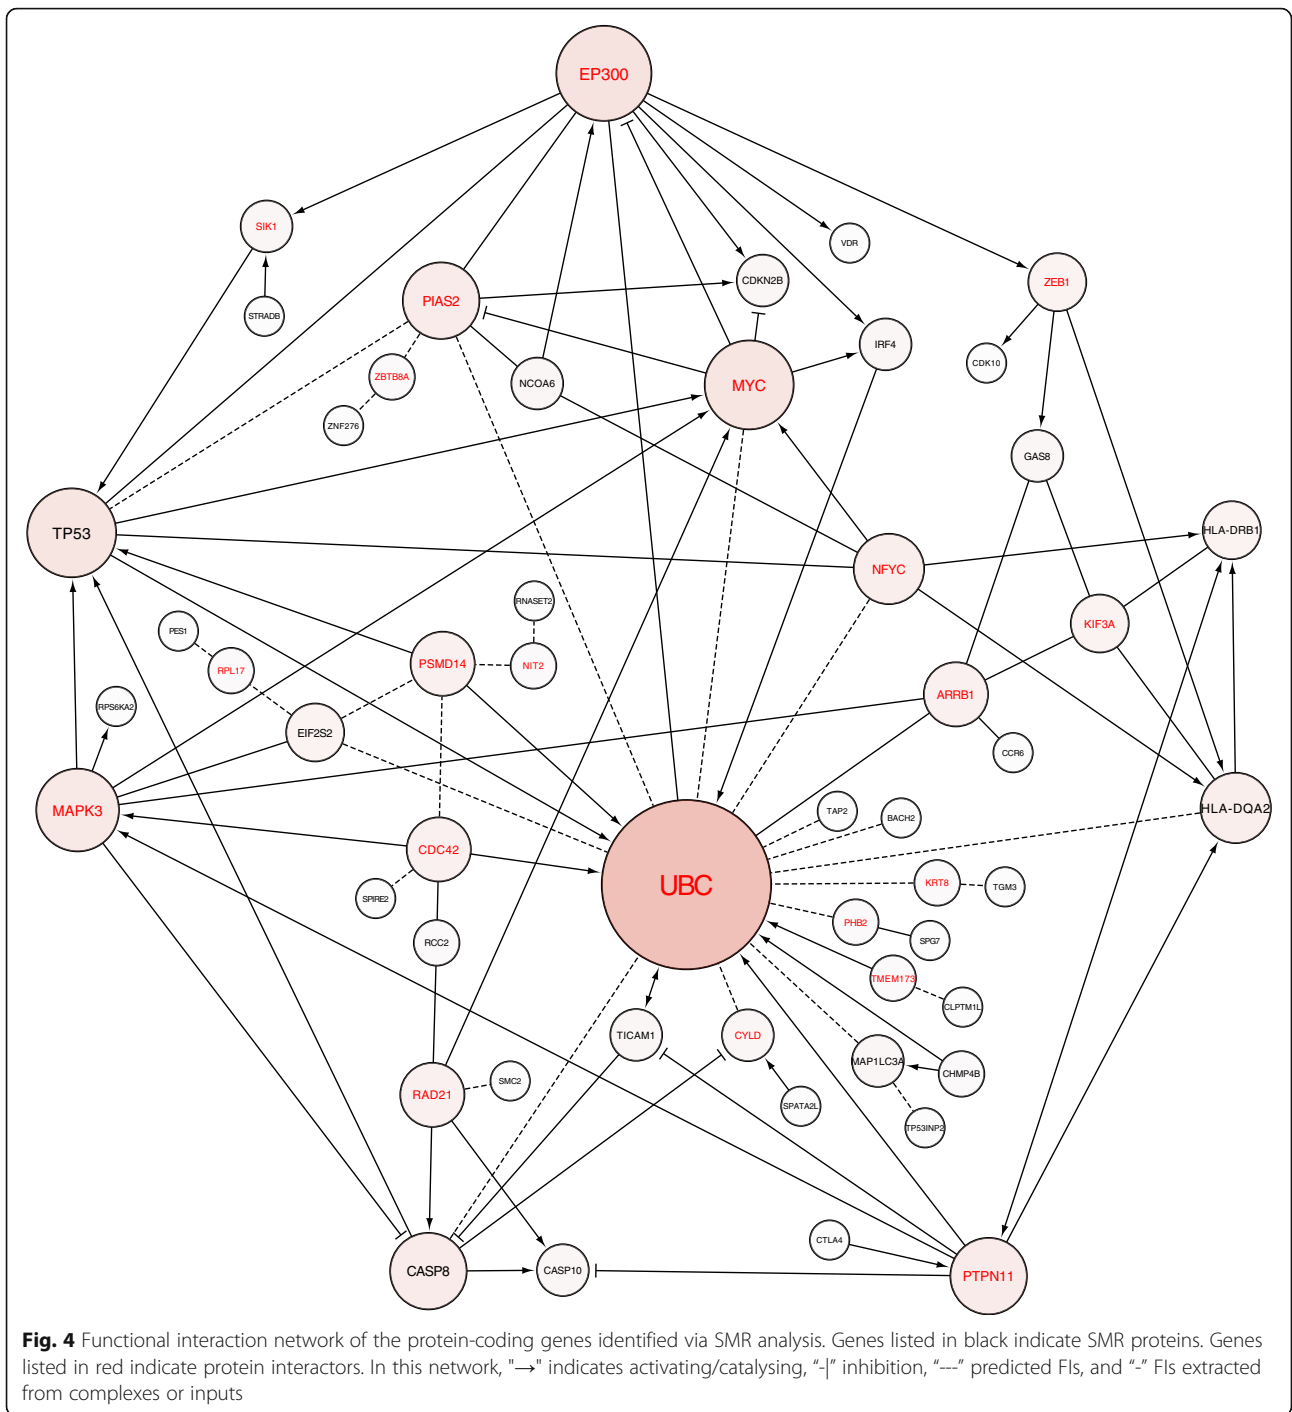 EP300
SIK1
VDR
PIAS2
CDKN2B
ZEB1
STRADB
IRF4
CDK10
ZBTB8A
NCOA6
MYC
ZNF276
GAS8
TP53
HLA-DRB1
NFYC
RNASET2
PES1
KIF3A
RPL17
PSMD14
NIT2
ARRB1
RPS6KA2
EIF2S2
CCR6
MAPK3
TAP2
BACH2
HLA-DQA2
CDC42
UBC
KRT8
TGM3
SPIRE2
PHB2
SPG7
RCC2
TMEM173
CLPTM1L
TICAM1
CYLD
MAP1LC3A
CHMP4B
RAD21
SMC2
SPATA2L
TP53INP2
CTLA4
CASP8
CASP10
PTPN11
Fig. 4 Functional interaction network of the protein-coding genes identified via SMR analysis. Genes listed in black indicate SMR proteins. Genes
listed in red indicate protein interactors. In this network, "→" indicates activating/catalysing, “-|” inhibition, “---” predicted FIs, and “-” FIs extracted
from complexes or inputs